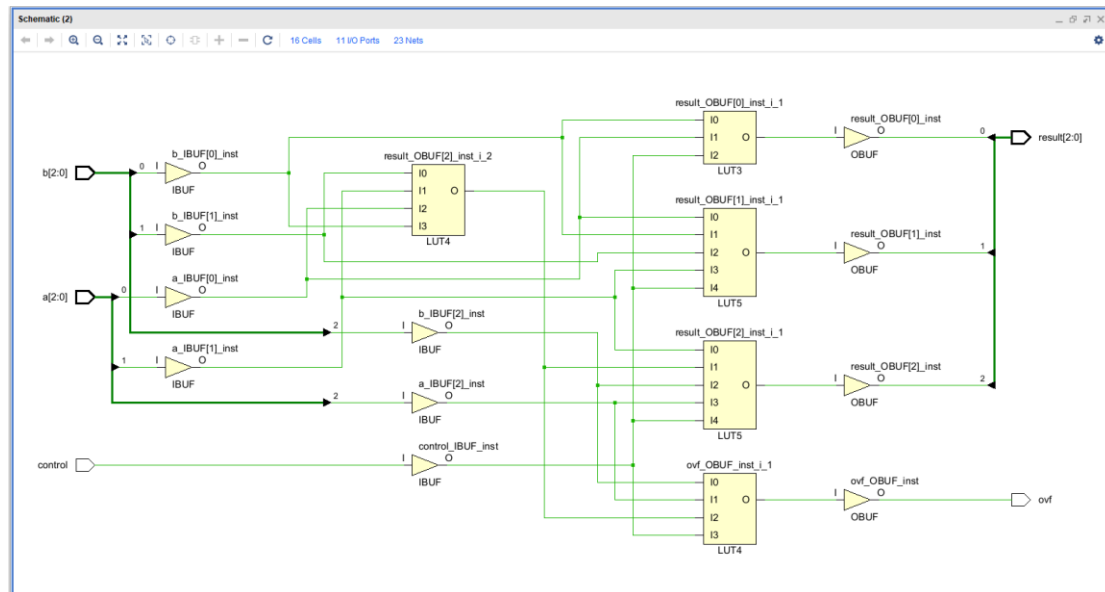 Schematic (2)
16 Cells 11 I/O Ports 23 Nets
b[2:0]
0
b_IBUF[0]_inst
I O
IBUF
1
b_IBUF[1]_inst
I O
IBUF
a[2:0]
0
a_IBUF[0]_inst
I O
IBUF
1
a_IBUF[1]_inst
I O
IBUF
control
result_OBUF[2]_inst_i_2
I0
I1 O
I2
I3
LUT4
2
b_IBUF[2]_inst
I O
IBUF
2
a_IBUF[2]_inst
I O
IBUF
control_IBUF_inst
I O
IBUF
result_OBUF[0]_inst_i_1
I0
I1 O
I2
LUT3
result_OBUF[1]_inst_i_1
I0
I1
I2 O
I3
I4
LUT5
result_OBUF[2]_inst_i_1
I0
I1
I2 O
I3
I4
LUT5
ovf_OBUF_inst_i_1
I0
I1 O
I2
I3
LUT4
result_OBUF[0]_inst
I O
OBUF
0
result[2:0]
result_OBUF[1]_inst
I O
OBUF
1
result_OBUF[2]_inst
I O
OBUF
2
ovf_OBUF_inst
I O
OBUF
ovf